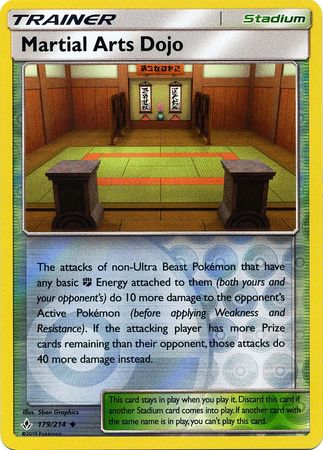 TRAINER Stadium
Martial Arts Dojo
The attacks of non-Ultra Beast Pokémon that have
any basic Energy attached to them (both yours and
your opponent's) do 10 more damage to the opponent's
Active Pokémon (before applying Weakness and
Resistance). If the attacking player has more Prize
cards remaining than their opponent, those attacks do
40 more damage instead.
Illus. 5ban Graphics
179/214
©2019 Pokémon
This card stays in play when you play it. Discard this card if
another Stadium card comes into play. If another card with
the same name is in play, you can't play this card.